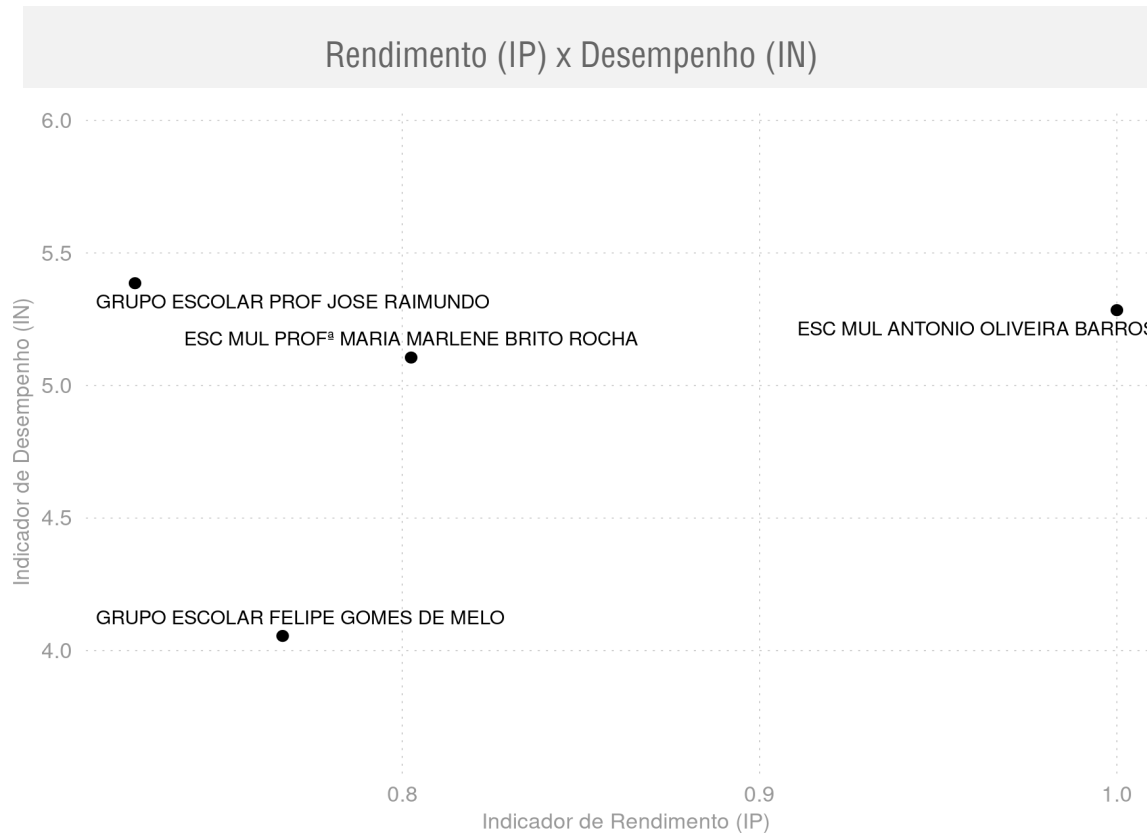 Rendimento (IP) x Desempenho (IN)
6.0
5.5
GRUPO ESCOLAR PROF JOSE RAIMUNDO
ESC MUL ANTONIO OLIVEIRA BARROS
ESC MUL PROFª MARIA MARLENE BRITO ROCHA
5.0
Indicador de Desempenho (IN)
4.5
GRUPO ESCOLAR FELIPE GOMES DE MELO
4.0
0.8 0.9 1.0
Indicador de Rendimento (IP)